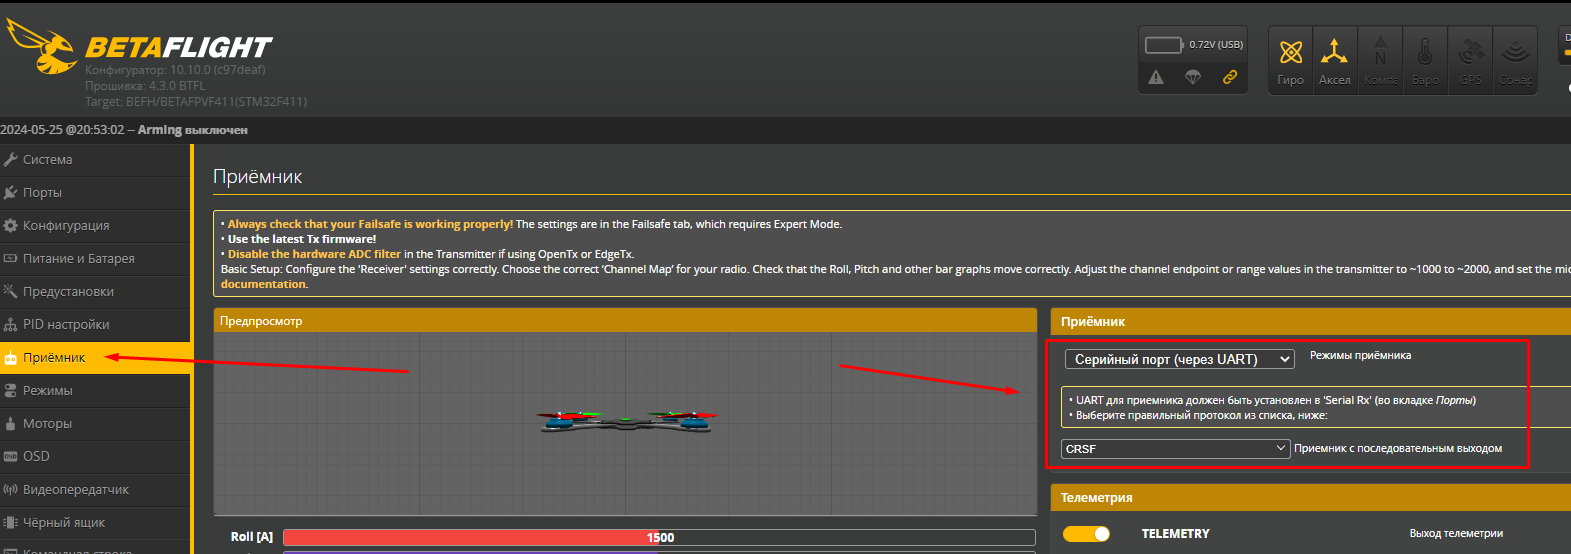 BETAFLIGHT
Конфигуратор: 10.10.0 (c97deaf)
Прошивка: 4.3.0 BTFL
Target: BEFH/BETAFPVF411(STM32F411)
0.72V (USB)
Гиро
Аксел
Компа
Баро
GPS
Сонар
2024-05-25 @20:53:02 -- Arming выключен
Система
Порты
Конфигурация
Питание и Батарея
Предустановки
PID настройки
Приёмник
Режимы
Моторы
OSD
Видеопередатчик
Чёрный ящик
Командная строка
Приёмник
• Always check that your Failsafe is working properly! The settings are in the Failsafe tab, which requires Expert Mode.
• Use the latest Tx firmware!
• Disable the hardware ADC filter in the Transmitter if using OpenTx or EdgeTx.
Basic Setup: Configure the 'Receiver' settings correctly. Choose the correct 'Channel Map' for your radio. Check that the Roll, Pitch and other bar graphs move correctly. Adjust the channel endpoint or range values in the transmitter to ~1000 to ~2000, and set the mid
documentation.
Предпросмотр
Roll [A]
1500
Приёмник
Серийный порт (через UART)
Режимы приёмника
• UART для приемника должен быть установлен в 'Serial Rx' (во вкладке Порты)
• Выберите правильный протокол из списка, ниже:
CRSF
Приемник с последовательным выходом
Телеметрия
TELEMETRY
Выход телеметрии